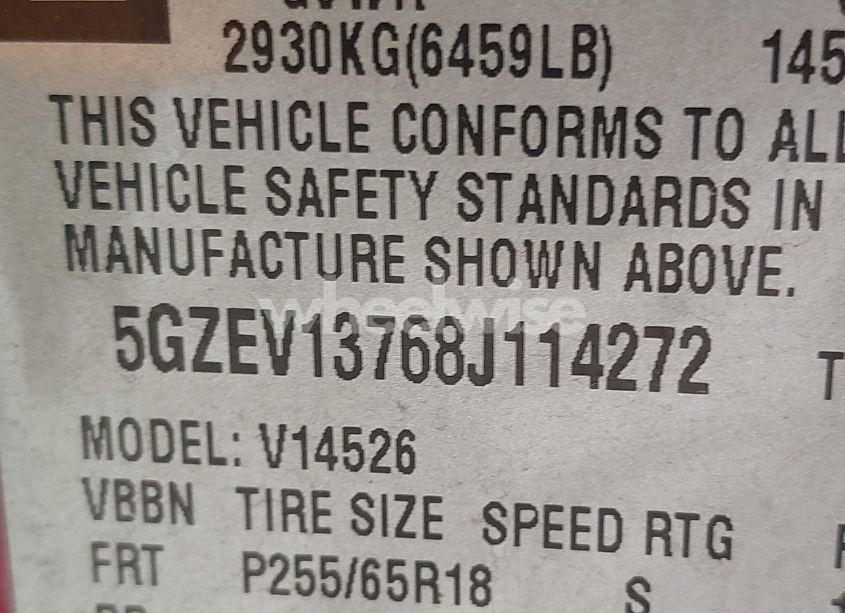 2930KG(6459LB) 145
THIS VEHICLE CONFORMS TO ALL
VEHICLE SAFETY STANDARDS IN
MANUFACTURE SHOWN ABOVE.
wheelwise
5GZEV13768J114272 T
MODEL: V14526
VBBN TIRE SIZE SPEED RTG
FRT P255/65R18 S